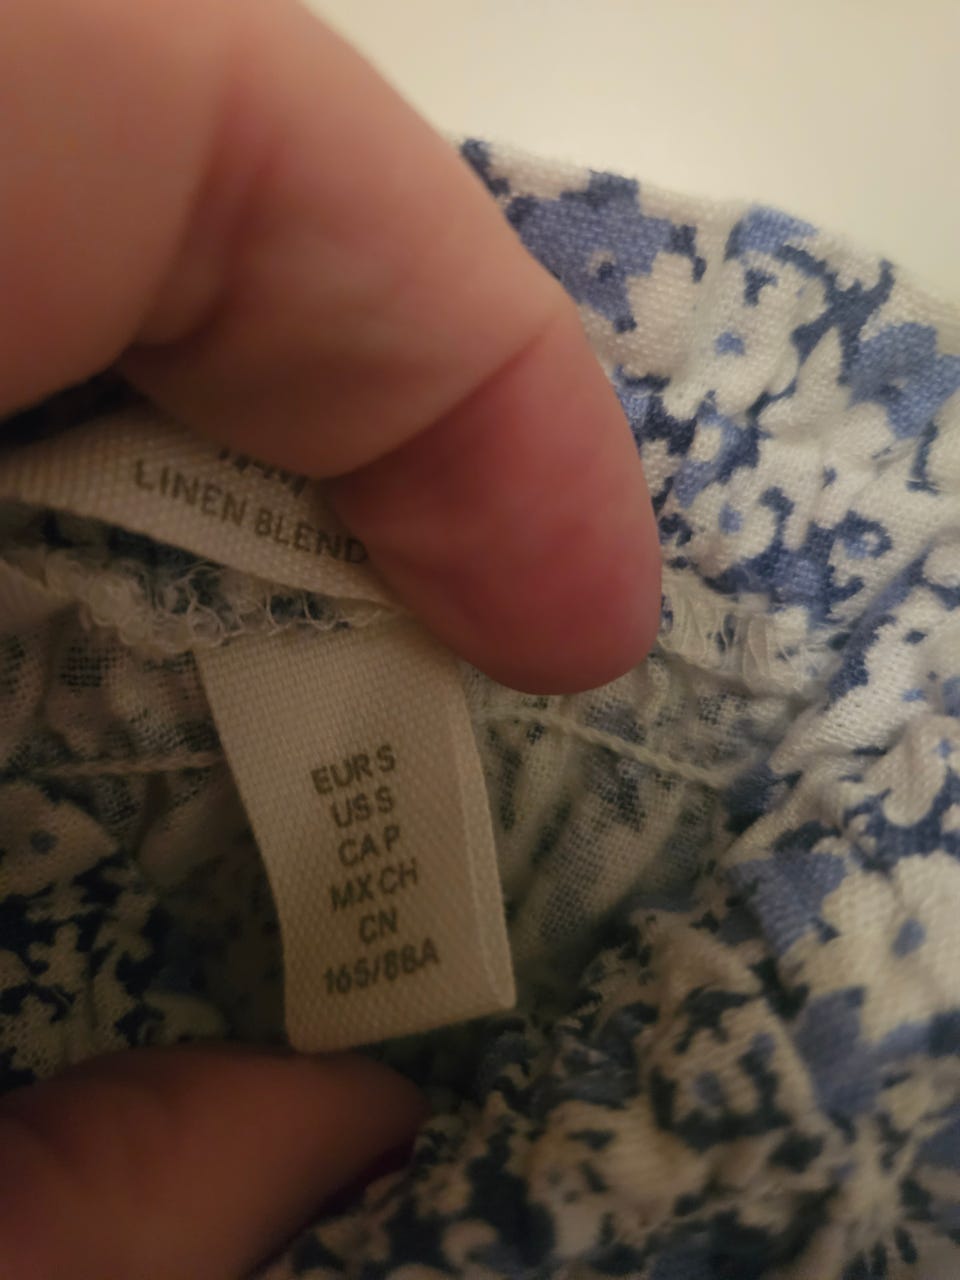 LINEN BLEND
EUR S
US S
CA P
MX CH
CN
165/88A